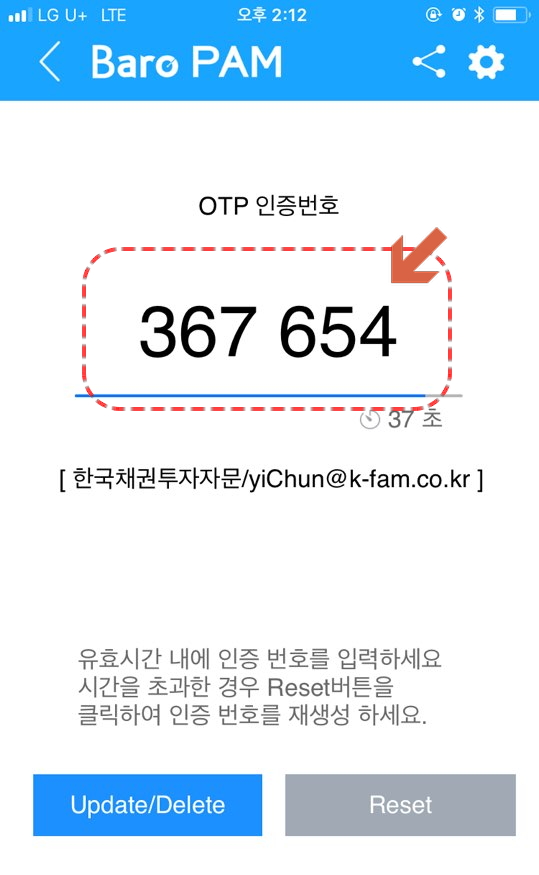 LG U+ LTE 오후 2:12
Baro PAM
OTP 인증번호
367 654
37 초
[ 한국채권투자자문/yiChun@k-fam.co.kr ]
유효시간 내에 인증 번호를 입력하세요
시간을 초과한 경우 Reset버튼을
클릭하여 인증 번호를 재생성 하세요.
Update/Delete
Reset